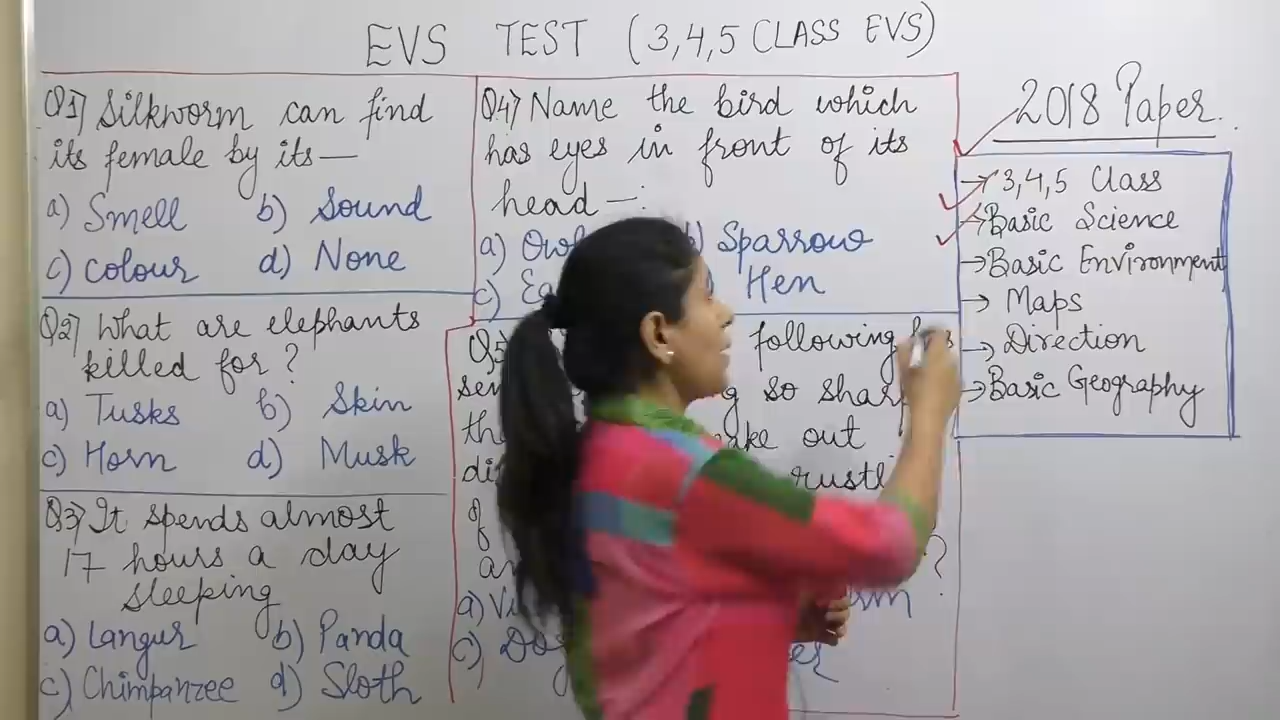 EVS TEST (3,4,5 CLASS EVS)
Q1) Silkworm can find
its female by its—
a) Smell b) Sound
c) Colour d) None
Q2) What are elephants
killed for?
a) Tusks b) Skin
c) Horn d) Musk
Q3) It spends almost
17 hours a day
sleeping
a) Langur b) Panda
c) Chimpanzee d) Sloth
Q4) Name the bird which
has eyes in front of its
head —:
a) Owl b) Sparrow
c) Hen
Q5) following
so sharp
make out
of
?
a)
c)
2018 Paper.
→ 3,4,5 Class
→ Basic Science
→ Basic Environment
→ Maps
→ Direction
→ Basic Geography